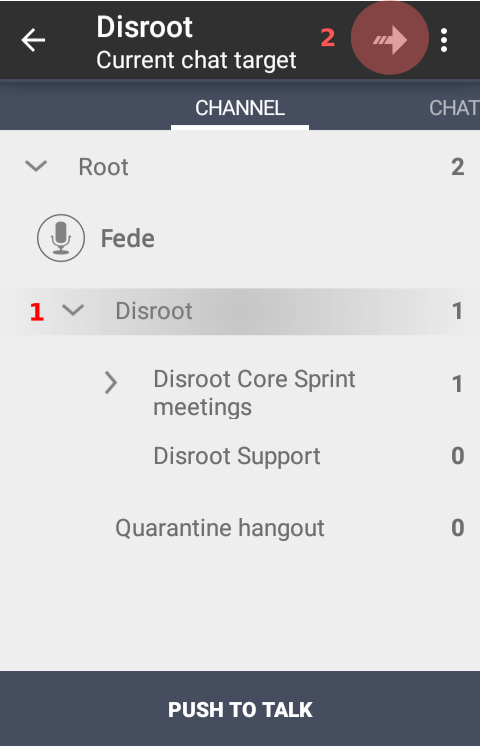 Disroot
Current chat target
2
CHANNEL
CHAT
Root 2
Fede
1 Disroot 1
Disroot Core Sprint meetings 1
Disroot Support 0
Quarantine hangout 0
PUSH TO TALK